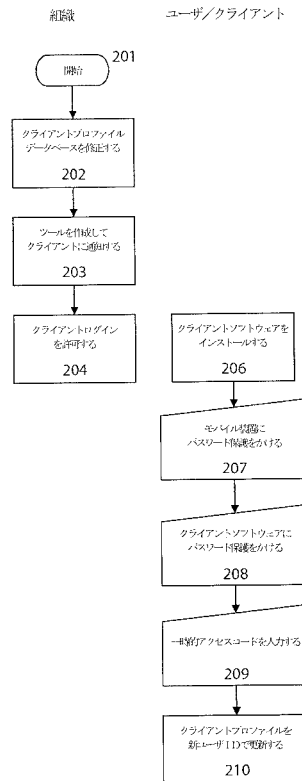 組織
ユーザ/クライアント
開始
201
クライアントプロファイル
データベースを修正する
202
ツールを作成して
クライアントに通知する
203
クライアントログイン
を許可する
204
クライアントソフトウェアを
インストールする
206
モバイル装置に
パスワード保護をかける
207
クライアントソフトウェアに
パスワード保護をかける
208
一時的アクセスコードを入力する
209
クライアントプロファイルを
新ユーザIDで更新する
210